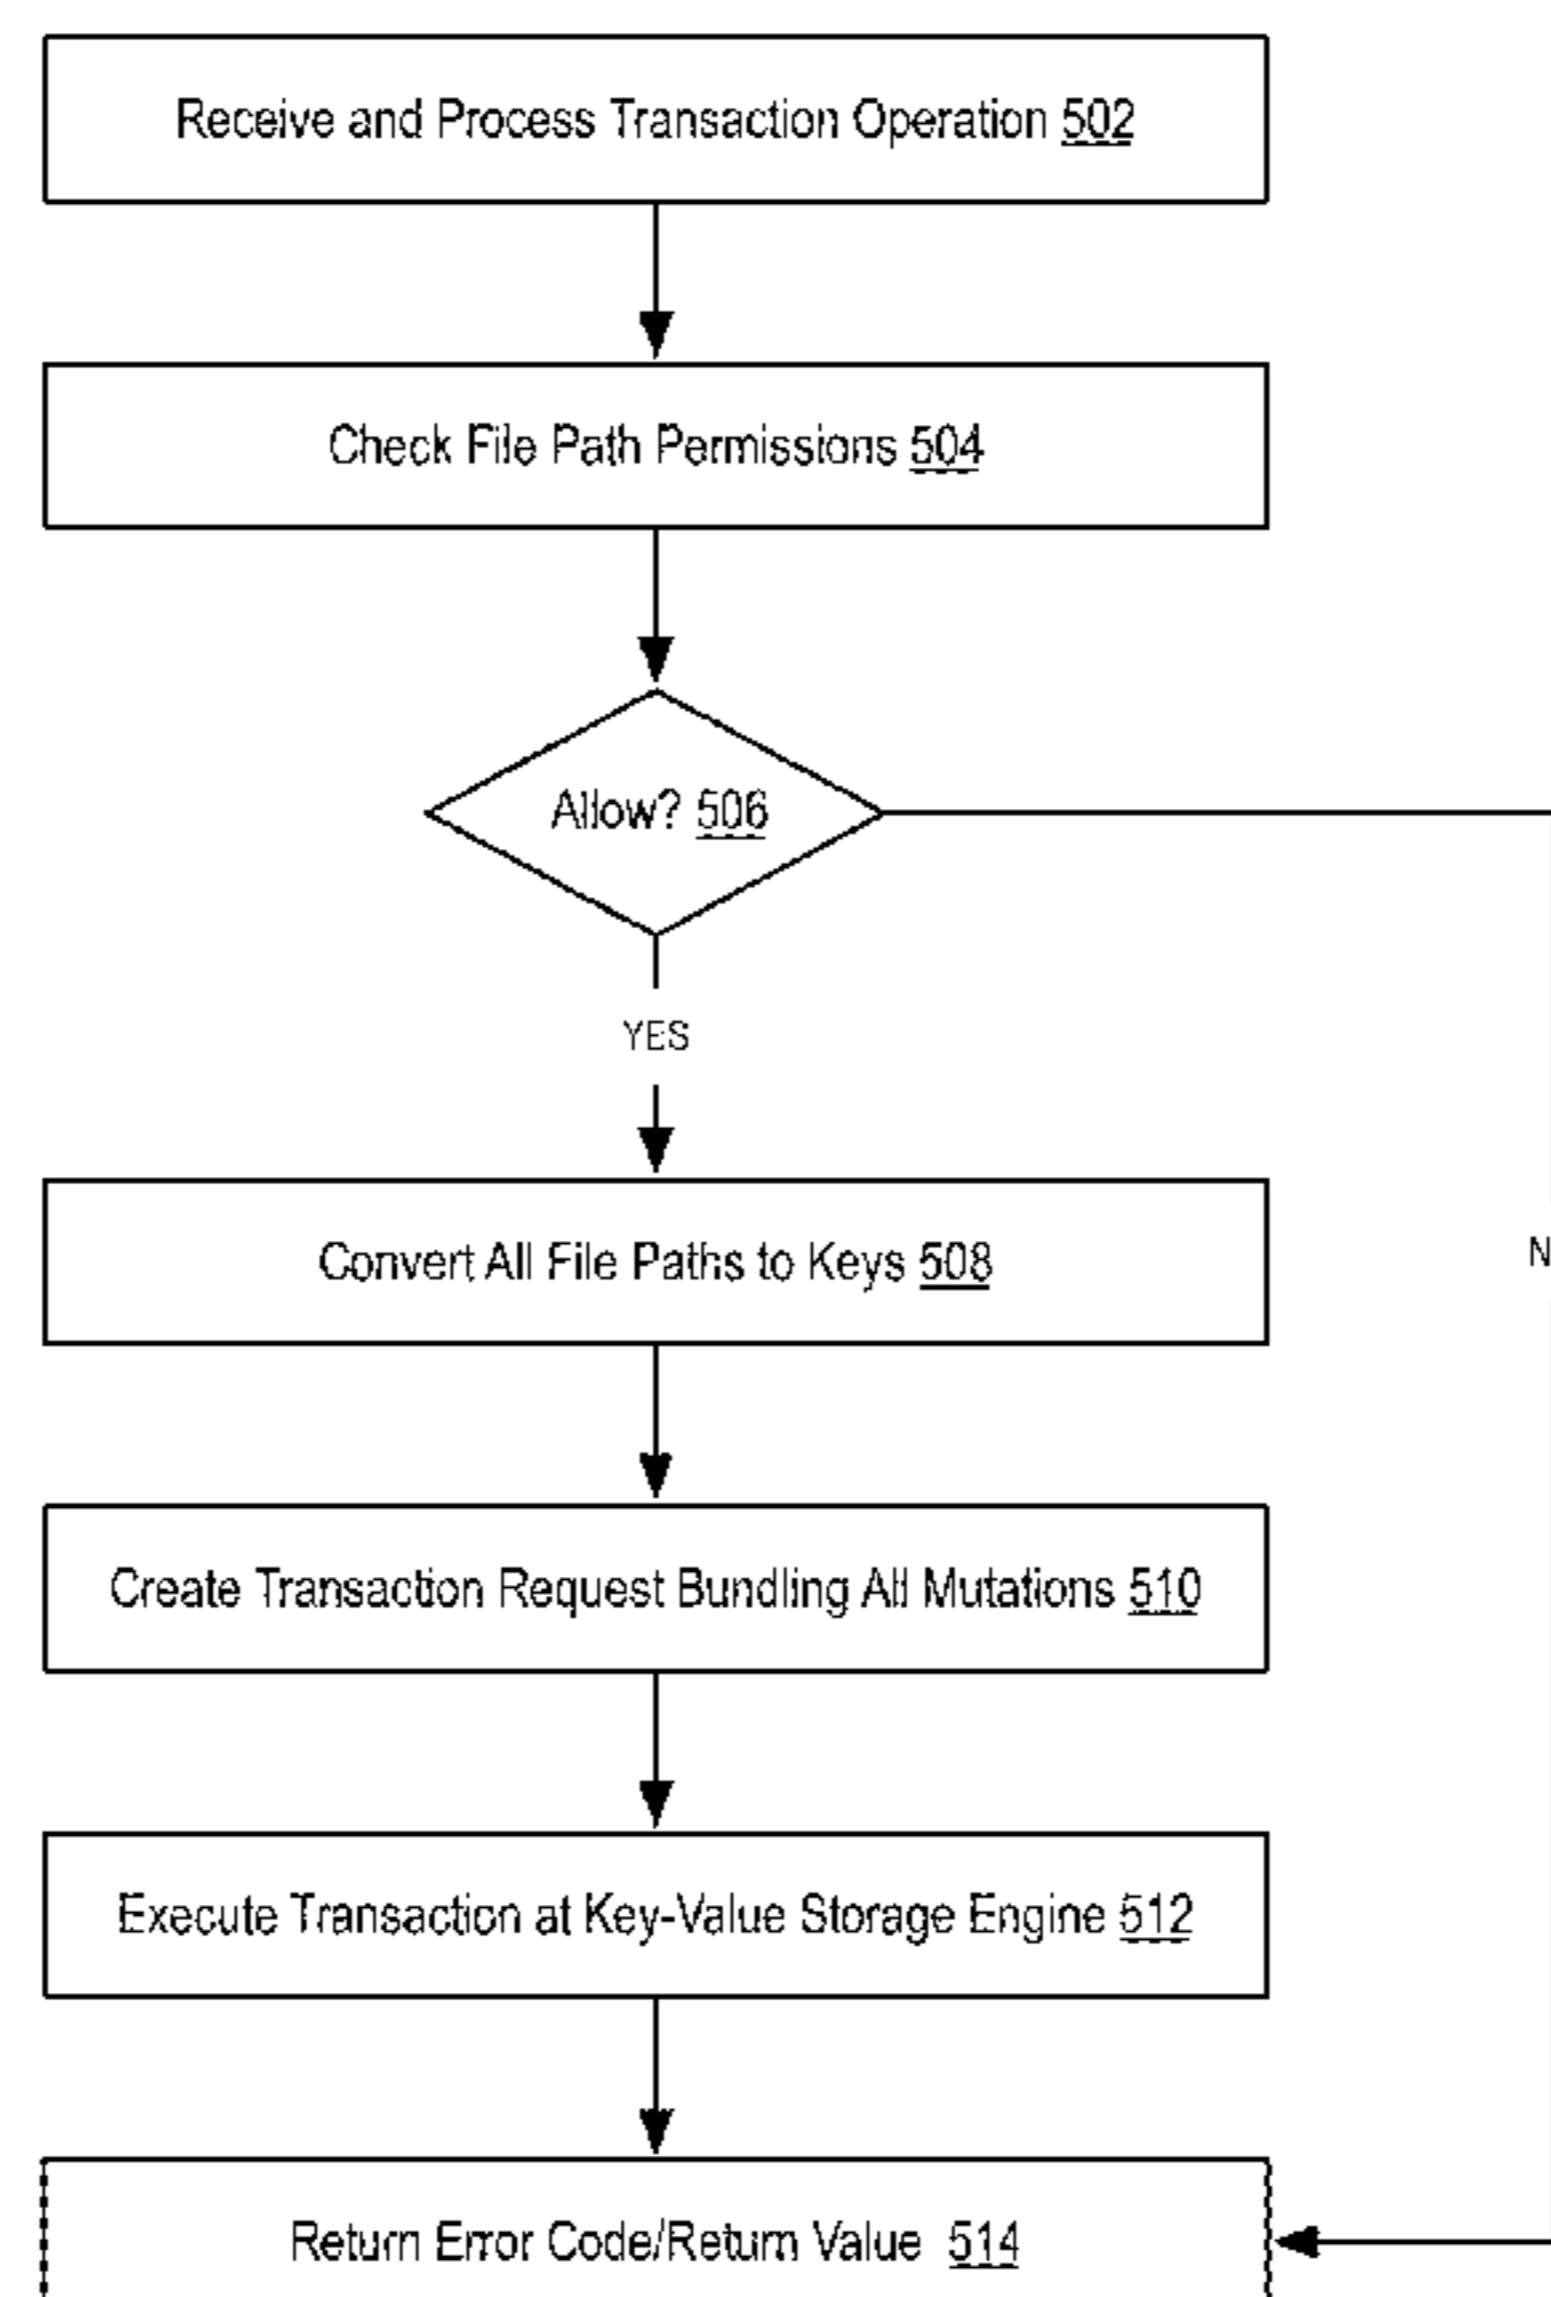 Receive and Process Transaction Operation 502
Check File Path Permissions 504
Allow? 506
YES
Convert All File Paths to Keys 508
N
Create Transaction Request Bundling All Mutations 510
Execute Transaction at Key-Value Storage Engine 512
Return Error Code/Return Value 514